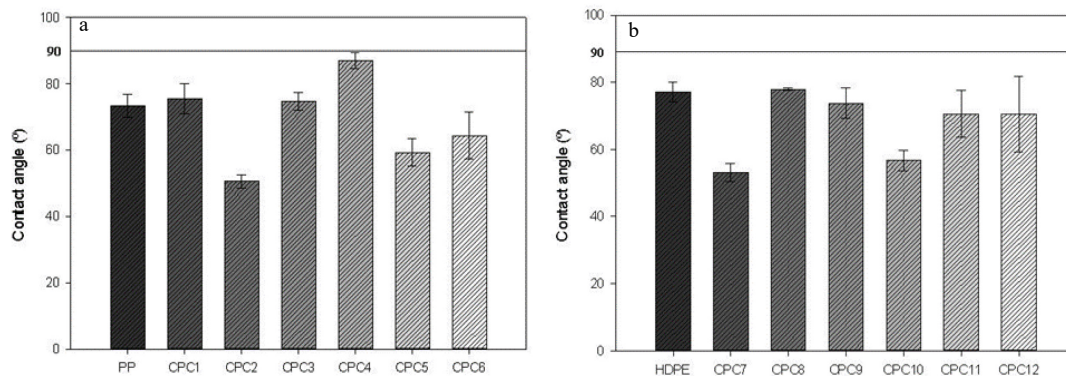 a
100
90
80
60
40
20
0
Contact angle (º)
PP CPC1 CPC2 CPC3 CPC4 CPC5 CPC6
b
100
90
80
60
40
20
0
Contact angle (º)
HDPE CPC7 CPC8 CPC9 CPC10 CPC11 CPC12